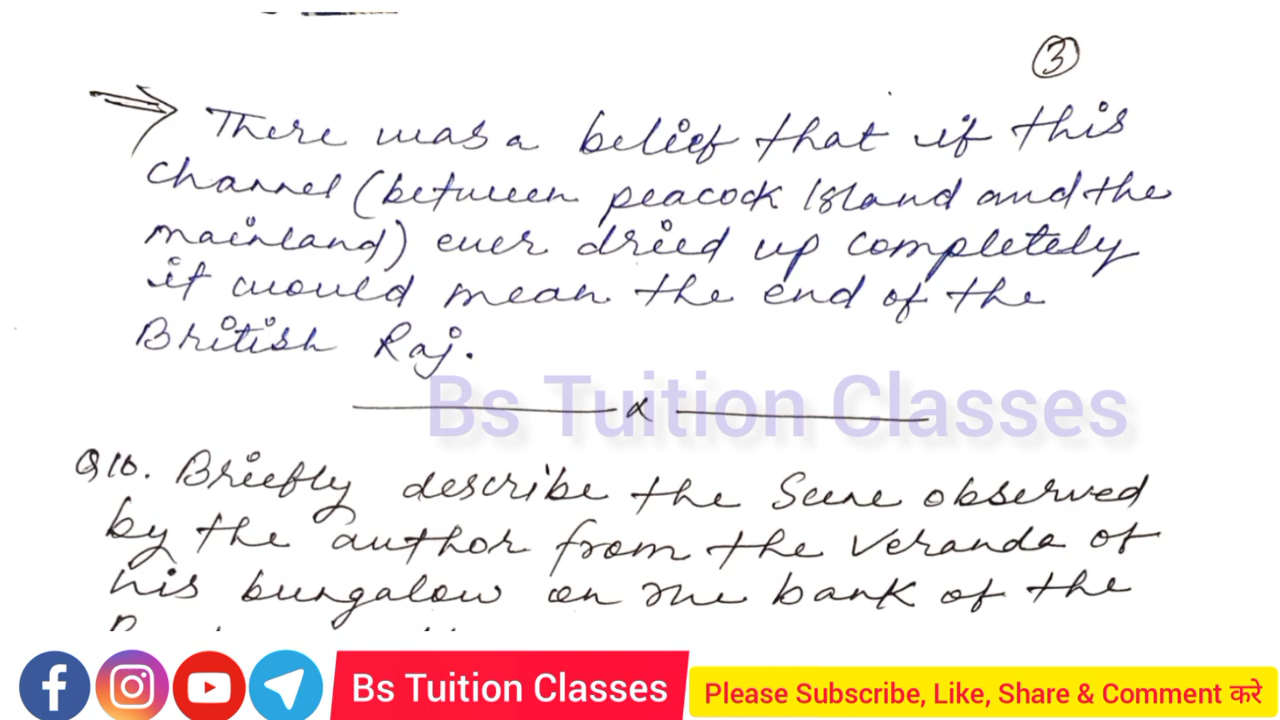 3
There was a belief that if this
channel (between peacock Island and the
mainland) ever dried up completely
it would mean the end of the
British Raj.
Bs Tuition Classes
x
Q10. Briefly describe the Scene observed
by the author from the Veranda of
his bungalow on the bank of the
Bs Tuition Classes
Please Subscribe, Like, Share & Comment करे